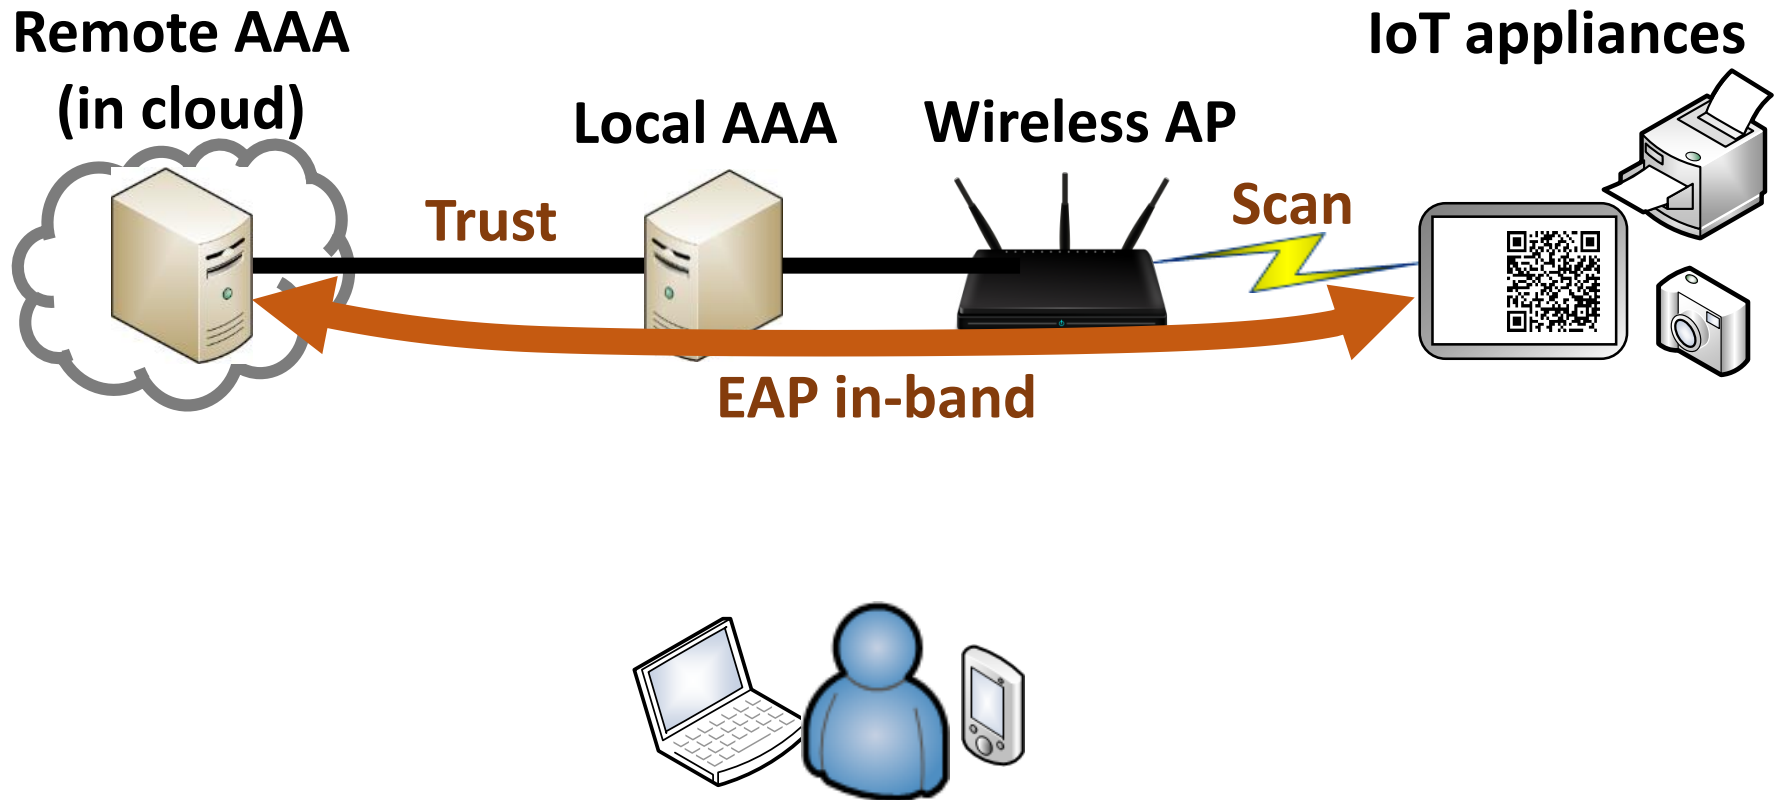 Remote AAA
(in cloud)
Local AAA
Wireless AP
IoT appliances
Trust
Scan
EAP in-band